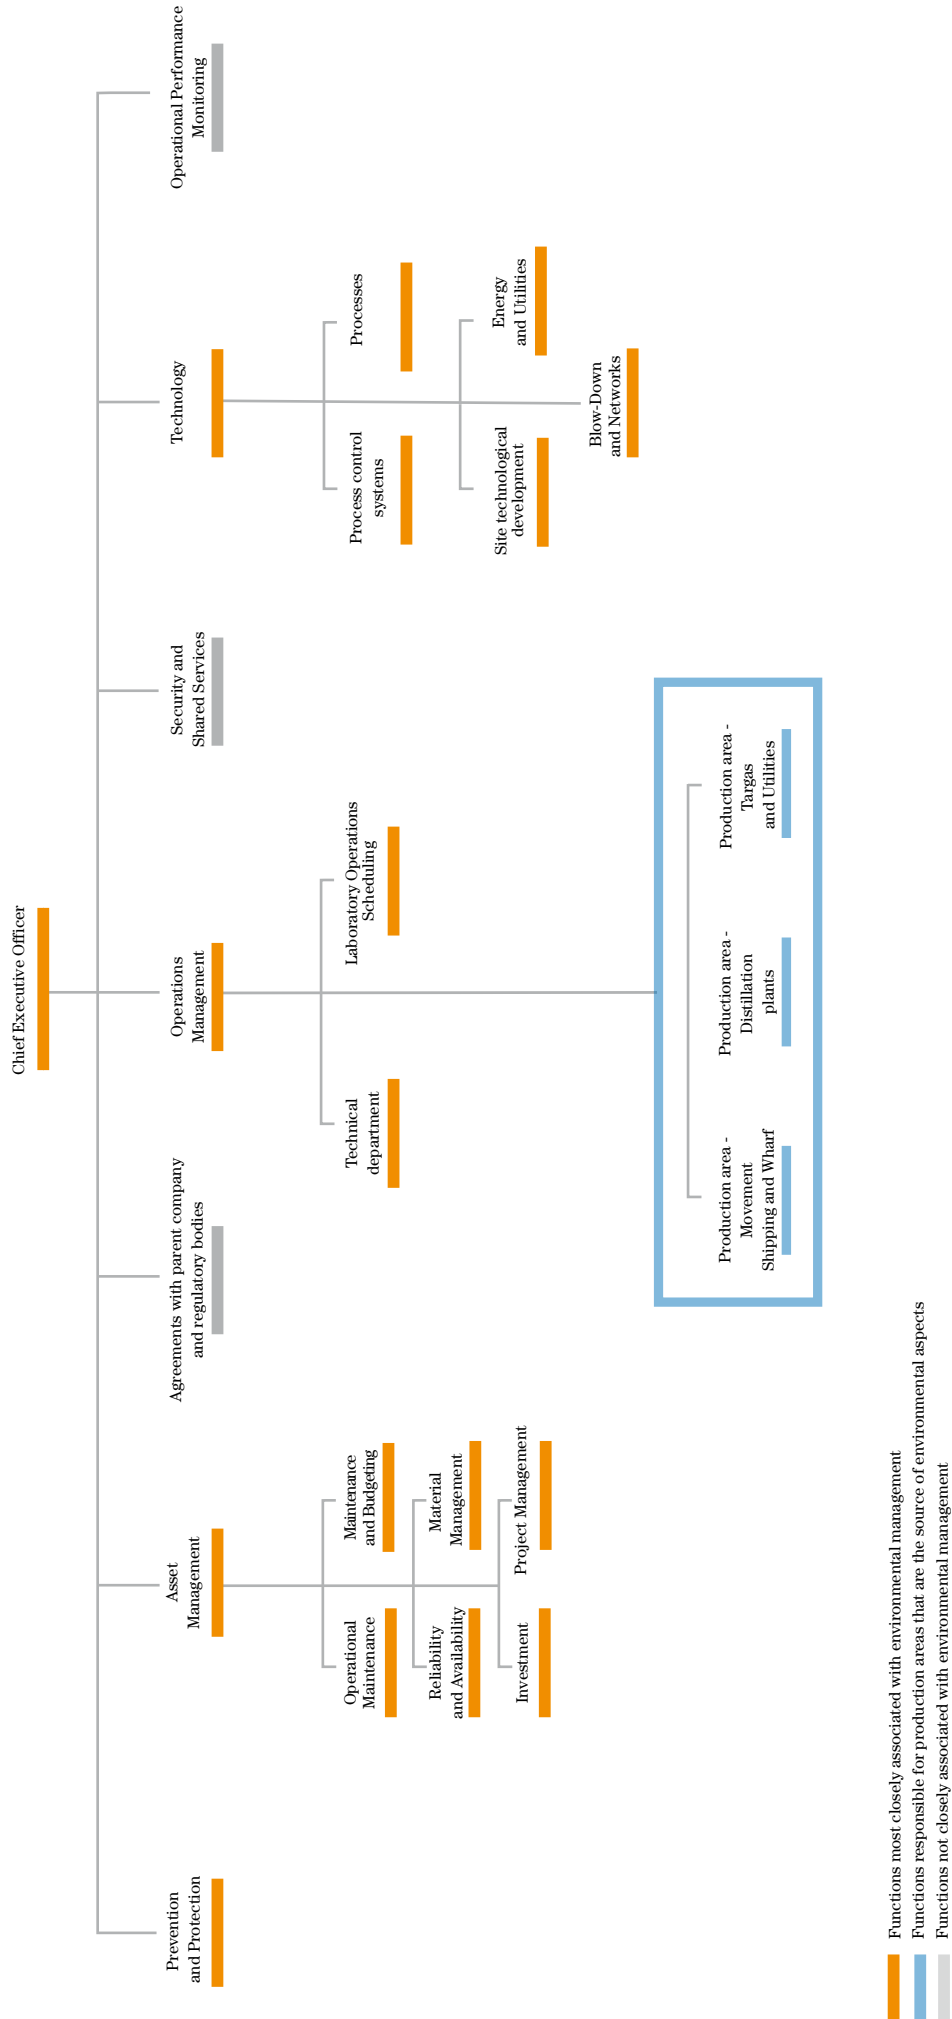 Chief Executive Officer
Prevention
and Protection
Asset
Management
Agreements with parent company
and regulatory bodies
Operations
Management
Security and
Shared Services
Technology
Operational Performance
Monitoring
Operational
Maintenance
Maintenance
and Budgeting
Reliability
and Availability
Material
Management
Investment
Project Management
Technical
department
Laboratory Operations
Scheduling
Process control
systems
Processes
Site technological
development
Energy
and Utilities
Blow-Down
and Networks
Production area -
Movement
Shipping and Wharf
Production area -
Distillation
plants
Production area -
Targas
and Utilities
Functions most closely associated with environmental management
Functions responsible for production areas that are the source of environmental aspects
Functions not closely associated with environmental management